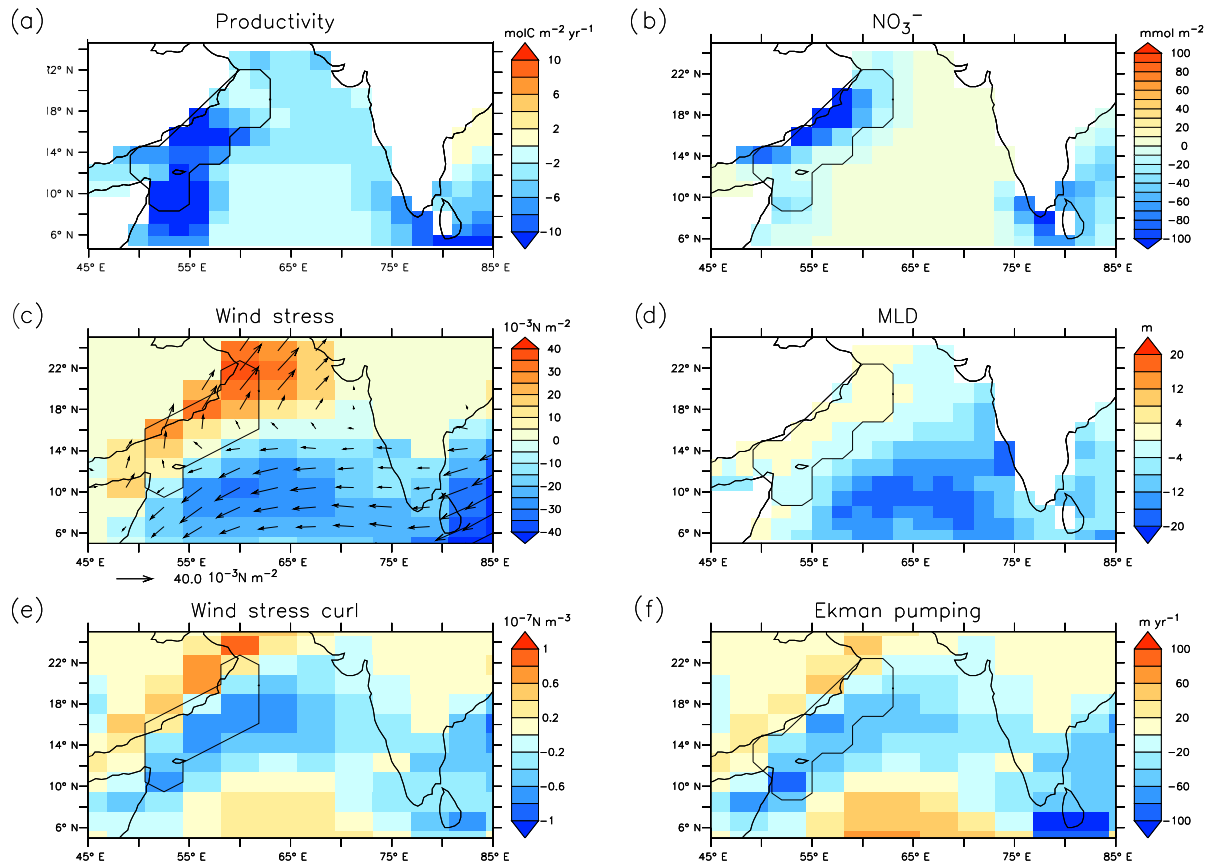 (a) Productivity
molC m⁻² yr⁻¹
10
6
2
−2
−6
−10
22° N
18° N
14° N
10° N
6° N
45° E 55° E 65° E 75° E 85° E
(b) NO₃⁻
mmol m⁻²
100
80
60
40
20
0
−20
−40
−60
−80
−100
22° N
18° N
14° N
10° N
6° N
45° E 55° E 65° E 75° E 85° E
(c) Wind stress
10⁻³N m⁻²
40
30
20
10
0
−10
−20
−30
−40
22° N
18° N
14° N
10° N
6° N
45° E 55° E 65° E 75° E 85° E
40.0 10⁻³N m⁻²
(d) MLD
m
20
12
4
−4
−12
−20
22° N
18° N
14° N
10° N
6° N
45° E 55° E 65° E 75° E 85° E
(e) Wind stress curl
10⁻⁷N m⁻³
1
0.6
0.2
−0.2
−0.6
−1
22° N
18° N
14° N
10° N
6° N
45° E 55° E 65° E 75° E 85° E
(f) Ekman pumping
m yr⁻¹
100
60
20
−20
−60
−100
22° N
18° N
14° N
10° N
6° N
45° E 55° E 65° E 75° E 85° E